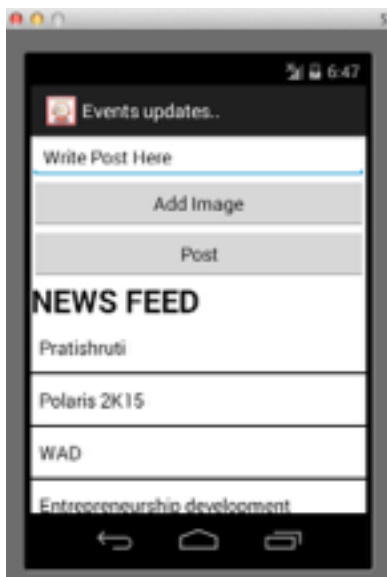 6:47
Events updates..
Write Post Here
Add Image
Post
NEWS FEED
Pratishruti
Polaris 2K15
WAD
Entrepreneurship development